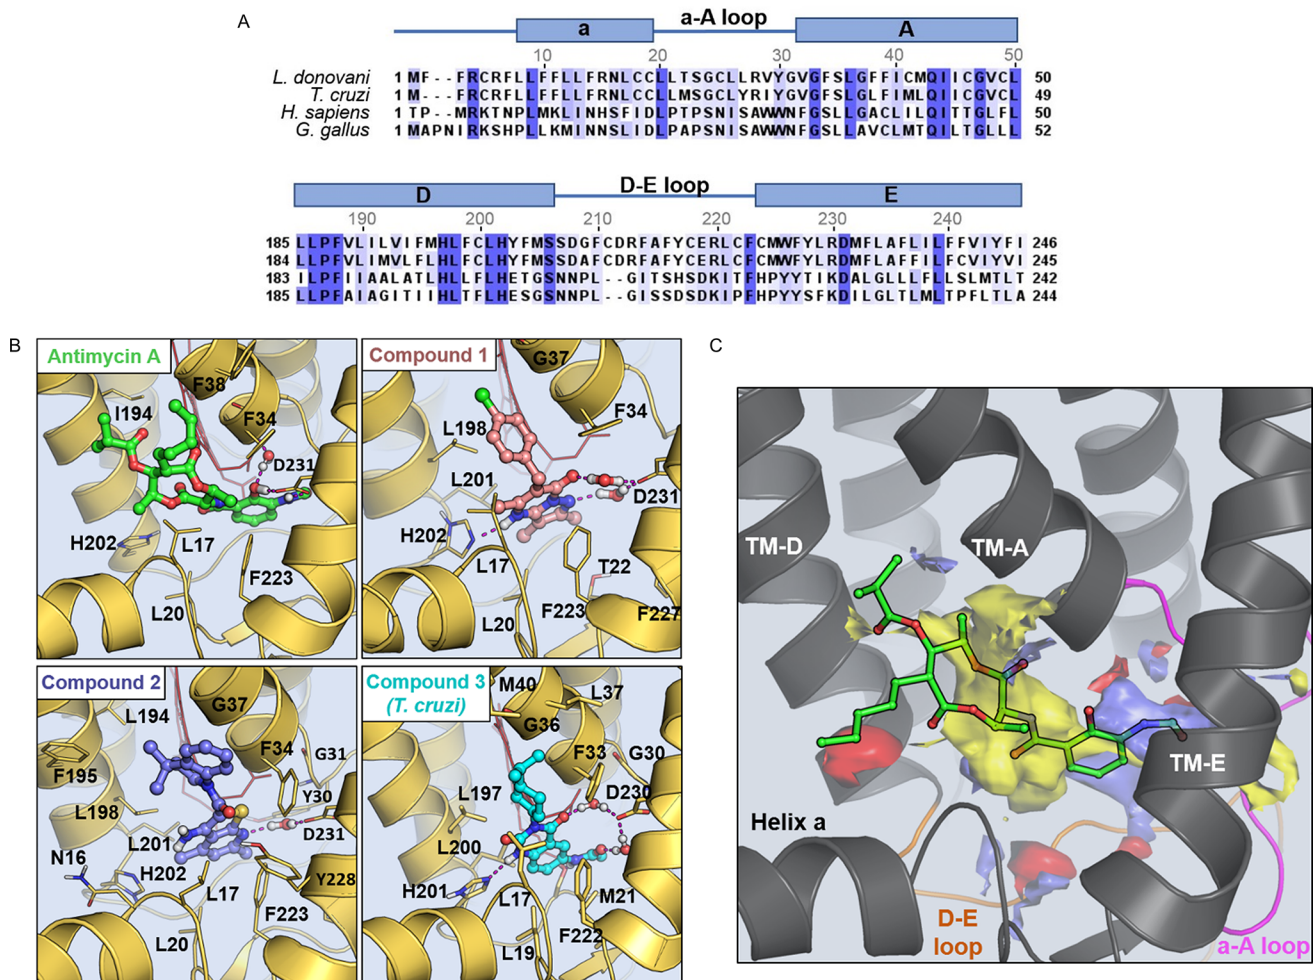 A
a-A loop
a A
10 20 30 40 50
L. donovani 1 MF--FRCRFLLFFLLFRNLCCLLTSGCLLRVYGVGFSLGFFICMQIICGVCL 50
T. cruzi 1 M---FRCRFLLFFLLFRNLCCLLMSGCLYRIYGVGFSLGLFIMLQIICGVCL 49
H. sapiens 1 TP--MRKTNPLMKLINHSFIDLPTPSNISAWWNFGSLLGACLILQITTGLFL 50
G. gallus 1 MAPNIRKSHPLLKMINNSLIDLPAPSNISAWWNFGSLLAVCLMTQILTGLLL 52
D D-E loop E
190 200 210 220 230 240
185 LLPFVLILVIFMHLFCLHYFMSSDGFCDRFAFYCERLCFCMWFYLRDMFLAFLILFFVIYFI 246
184 LLPFVLIMVLFLHLFCLHYFMSSDAFCDRFAFYCERLCFCMWFYLRDMFLAFFILFCVIYVI 245
183 ILPFIIAALATLHLLFLHETGSNNPL--GITSHSDKITFHPYYTIKDALGLLLFLLSLMTLT 242
185 LLPFAIAGITIIHLTFLHESGSNNPL--GISSDSDKIPFHPYYSFKDILGLTLMLTPFLTLA 244
B
Antimycin A
F38
I194
F34
D231
H202
L17
F223
L20
Compound 1
G37
F34
L198
L201
D231
H202
L17
T22
F223
F227
L20
Compound 2
L194
G37
F34
G31
F195
Y30
L198
D231
L201
N16
H202
Y228
L17
F223
L20
Compound 3
(T. cruzi)
M40
L37
G36
F33
G30
L197
D230
L200
H201
L17
M21
F222
L19
C
TM-D
TM-A
TM-E
Helix a
D-E
loop
a-A loop